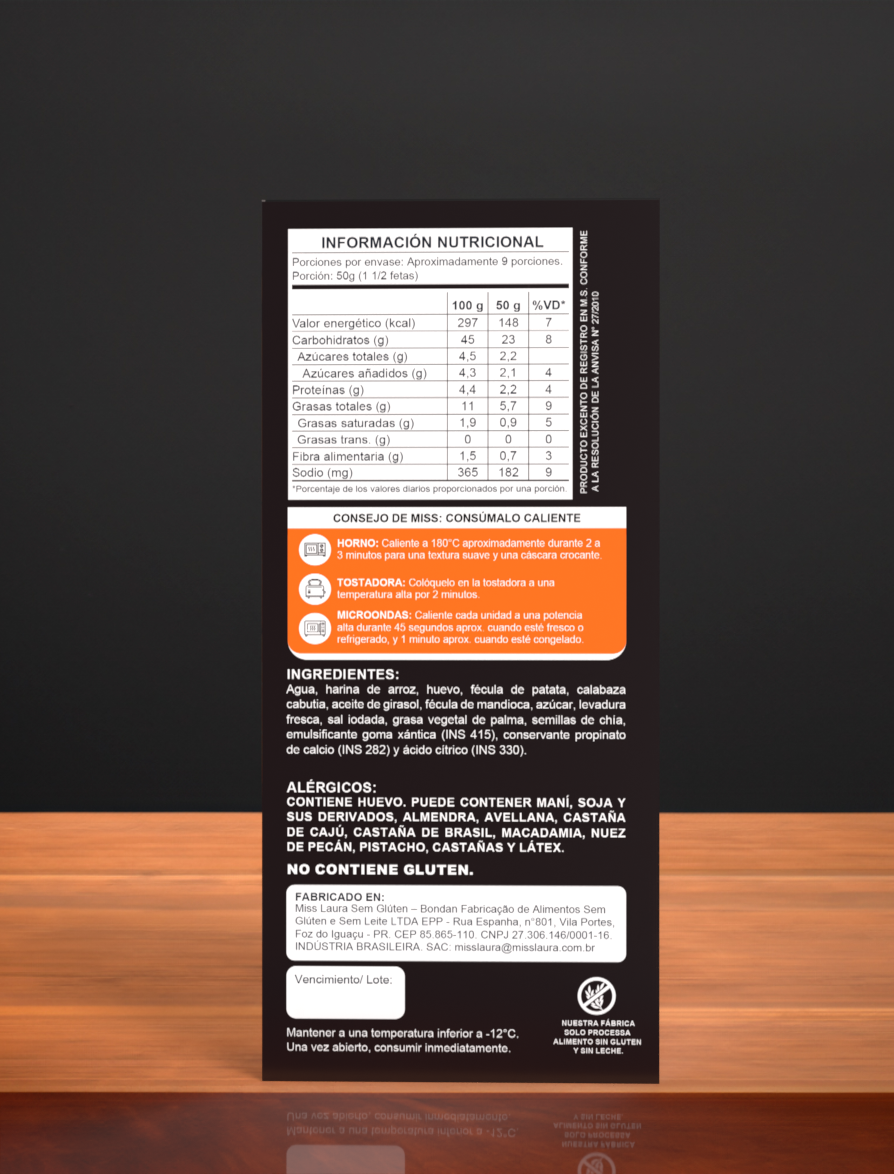 INFORMACIÓN NUTRICIONAL
Porciones por envase: Aproximadamente 9 porciones.
Porción: 50g (1 1/2 fetas)
100 g 50 g %VD*
Valor energético (kcal) 297 148 7
Carbohidratos (g) 45 23 8
Azúcares totales (g) 4,5 2,2
Azúcares añadidos (g) 4,3 2,1 4
Proteínas (g) 4,4 2,2 4
Grasas totales (g) 11 5,7 9
Grasas saturadas (g) 1,9 0,9 5
Grasas trans. (g) 0 0 0
Fibra alimentaria (g) 1,5 0,7 3
Sodio (mg) 365 182 9
*Porcentaje de los valores diarios proporcionados por una porción.
PRODUCTO EXCENTO DE REGISTRO EN M.S. CONFORME
A LA RESOLUCIÓN DE LA ANVISA N° 27/2010
CONSEJO DE MISS: CONSÚMALO CALIENTE
HORNO: Caliente a 180°C aproximadamente durante 2 a
3 minutos para una textura suave y una cáscara crocante.
TOSTADORA: Colóquelo en la tostadora a una
temperatura alta por 2 minutos.
MICROONDAS: Caliente cada unidad a una potencia
alta durante 45 segundos aprox. cuando esté fresco o
refrigerado, y 1 minuto aprox. cuando esté congelado.
INGREDIENTES:
Agua, harina de arroz, huevo, fécula de patata, calabaza
cabutia, aceite de girasol, fécula de mandioca, azúcar, levadura
fresca, sal iodada, grasa vegetal de palma, semillas de chía,
emulsificante goma xántica (INS 415), conservante propinato
de calcio (INS 282) y ácido cítrico (INS 330).
ALÉRGICOS:
CONTIENE HUEVO. PUEDE CONTENER MANÍ, SOJA Y
SUS DERIVADOS, ALMENDRA, AVELLANA, CASTAÑA
DE CAJÚ, CASTAÑA DE BRASIL, MACADAMIA, NUEZ
DE PECÁN, PISTACHO, CASTAÑAS Y LÁTEX.
NO CONTIENE GLUTEN.
FABRICADO EN:
Miss Laura Sem Glúten – Bondan Fabricação de Alimentos Sem
Glúten e Sem Leite LTDA EPP - Rua Espanha, n°801, Vila Portes,
Foz do Iguaçu - PR. CEP 85.865-110. CNPJ 27.306.146/0001-16.
INDÚSTRIA BRASILEIRA. SAC: misslaura@misslaura.com.br
Vencimiento/ Lote:
Mantener a una temperatura inferior a -12°C.
Una vez abierto, consumir inmediatamente.
NUESTRA FÁBRICA
SOLO PROCESSA
ALIMENTO SIN GLUTEN
Y SIN LECHE.